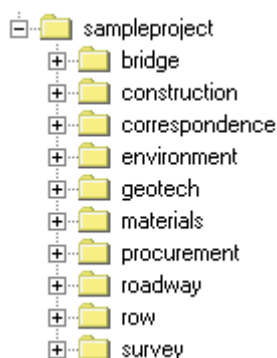 sampleproject
bridge
construction
correspondence
environment
geotech
materials
procurement
roadway
row
survey